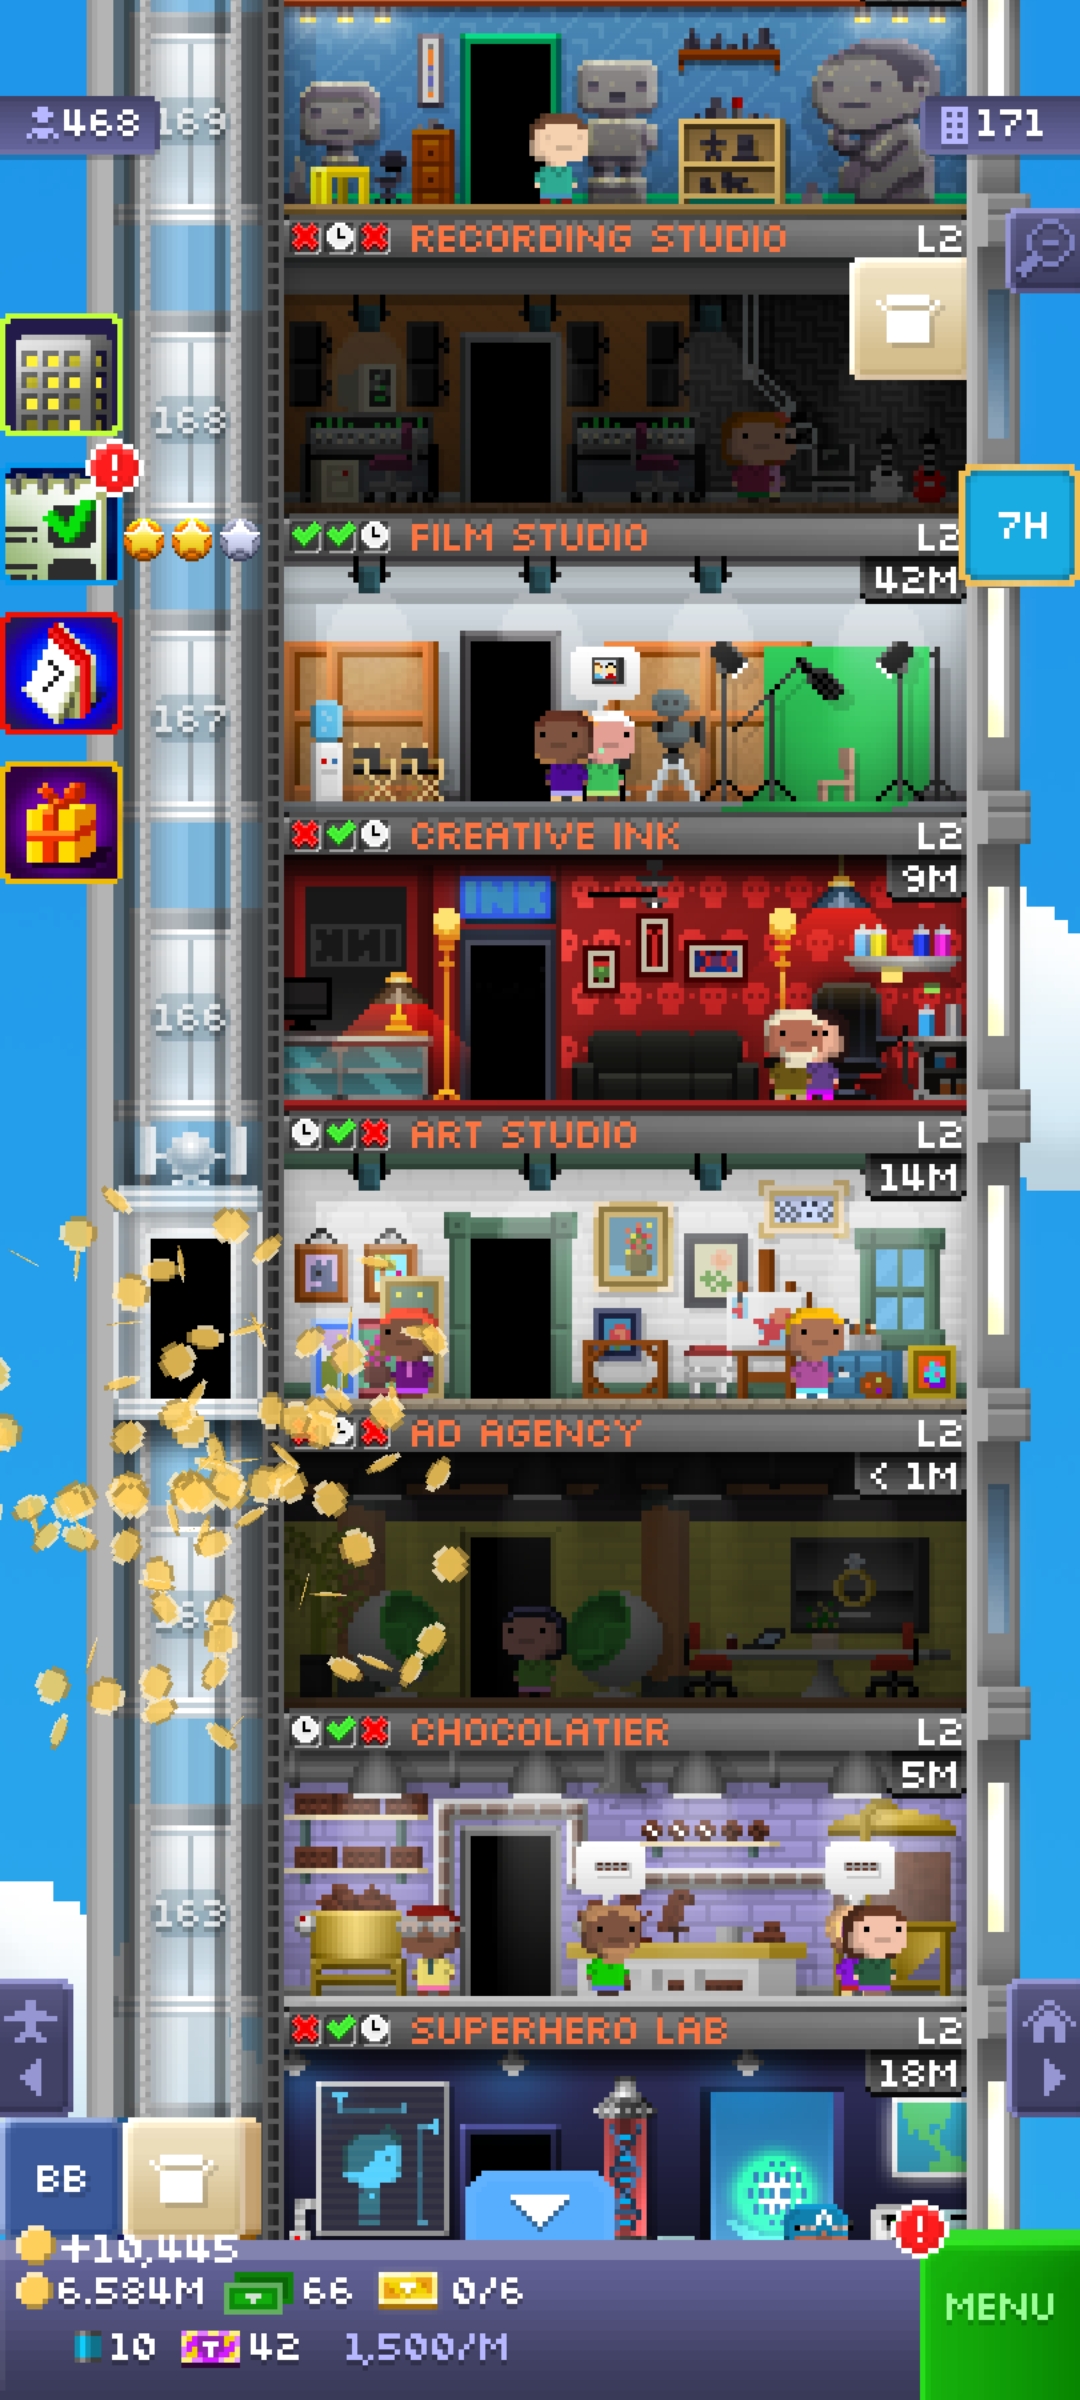 169
468
171
RECORDING STUDIO L2
168
FILM STUDIO L2
7H
42M
167
CREATIVE INK L2
9M
INK
166
ART STUDIO L2
14M
AD AGENCY L2
< 1M
CHOCOLATIER L2
5M
163
SUPERHERO LAB L2
18M
BB
+10,445
6.584M 66 0/6
MENU
10 42 1,500/M